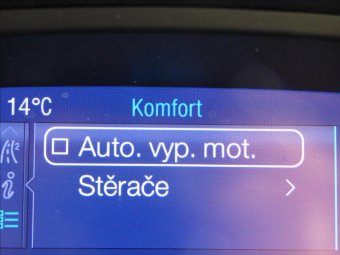 14°C Komfort
Auto. vyp. mot.
Stěrače